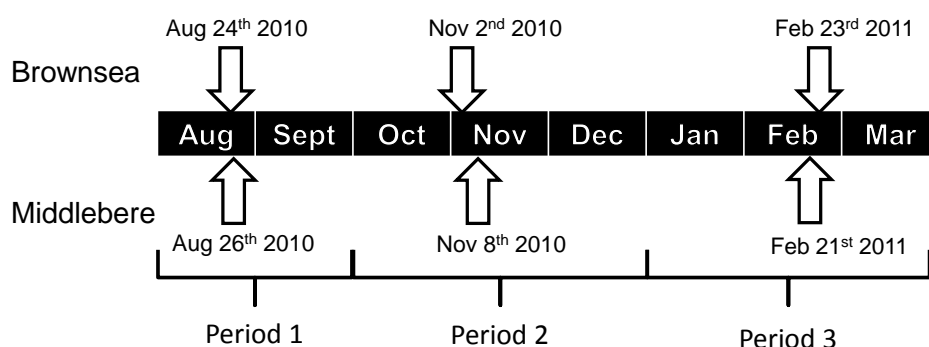 Aug 24th 2010 Nov 2nd 2010 Feb 23rd 2011
Brownsea
Aug Sept Oct Nov Dec Jan Feb Mar
Middlebere
Aug 26th 2010 Nov 8th 2010 Feb 21st 2011
Period 1 Period 2 Period 3